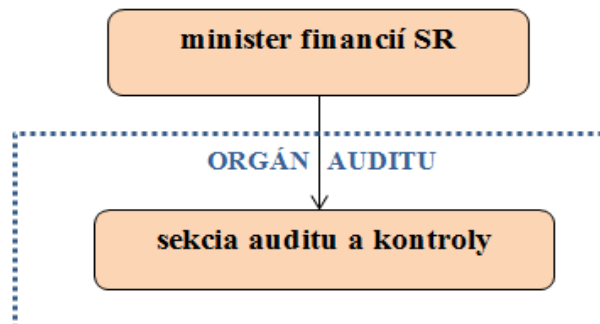 minister financií SR
ORGÁN AUDITU
sekcia auditu a kontroly